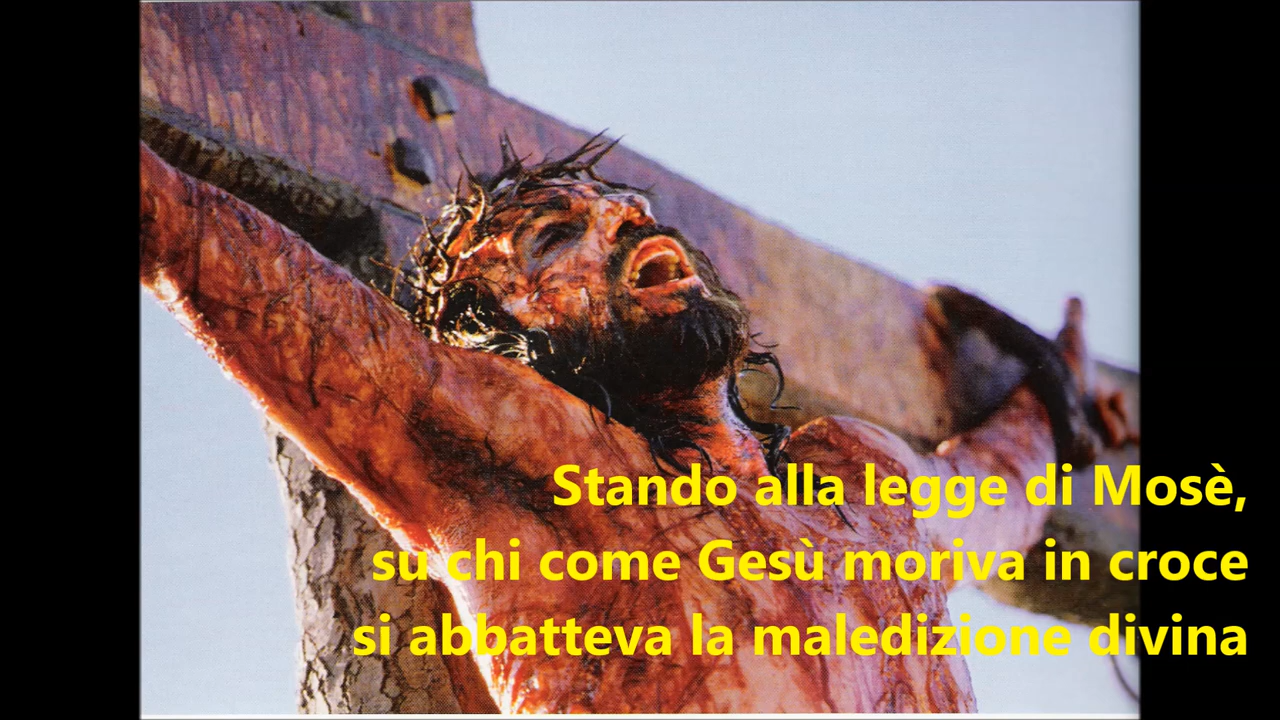 Stando alla legge di Mosè,
su chi come Gesù moriva in croce
si abbatteva la maledizione divina